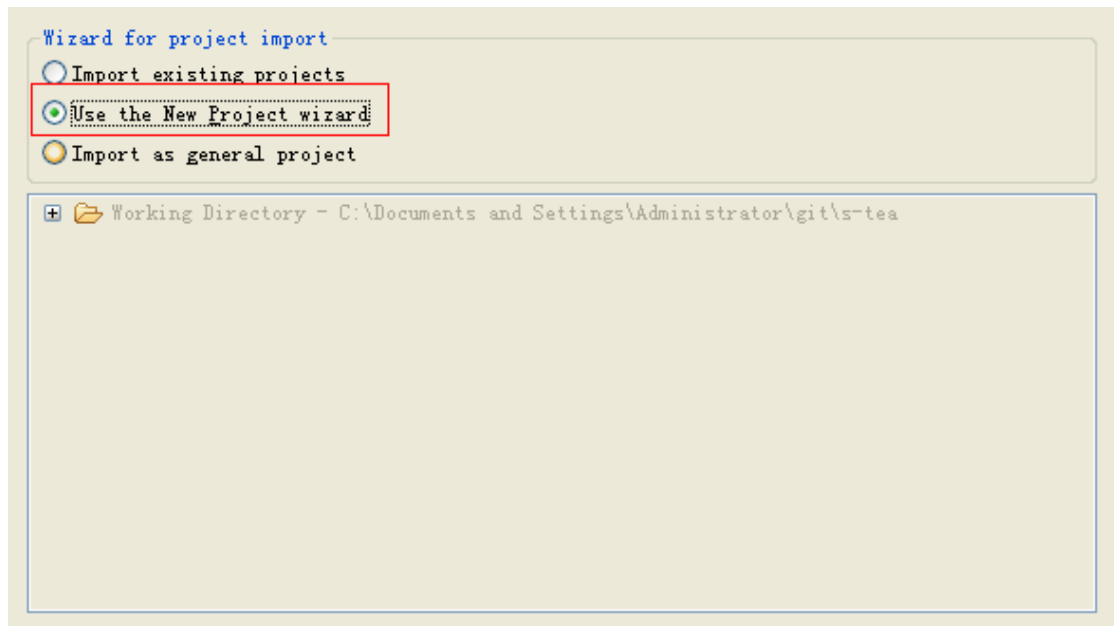 Wizard for project import
Import existing projects
Use the New Project wizard
Import as general project
Working Directory - C:\Documents and Settings\Administrator\git\s-tea